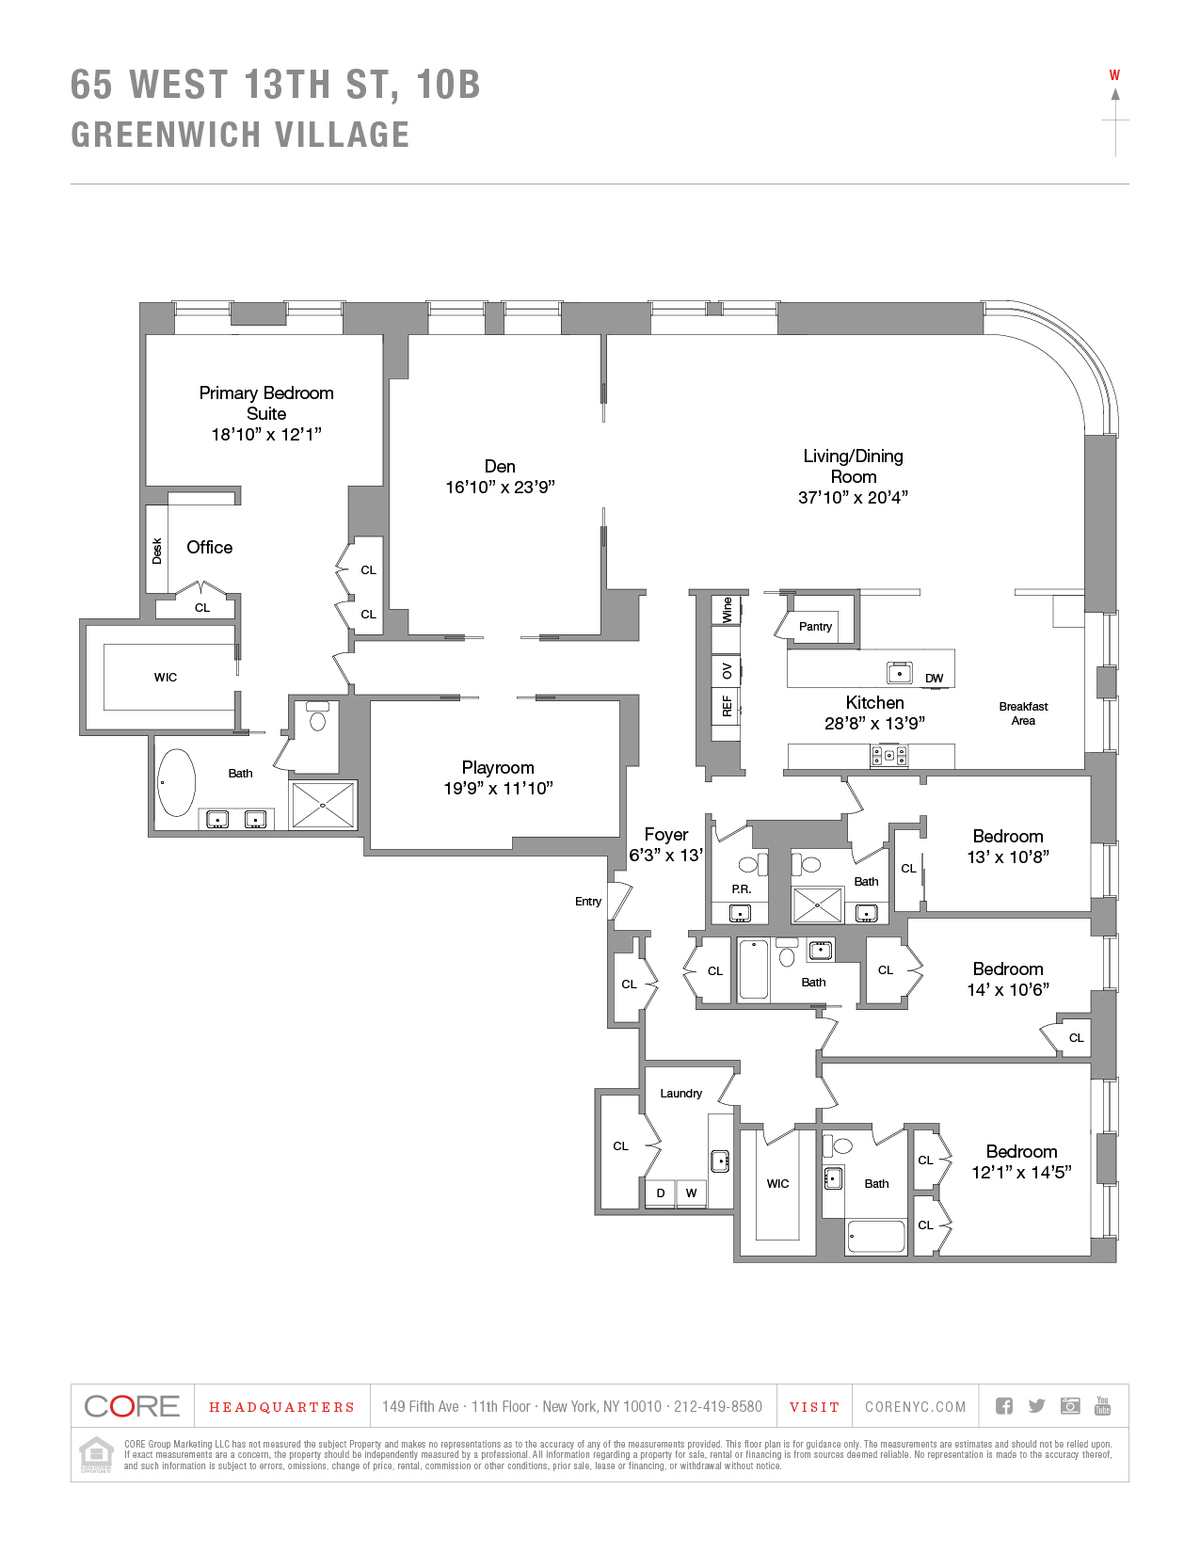 65 WEST 13TH ST, 10B
GREENWICH VILLAGE
W
Primary Bedroom
Suite
18’10” x 12’1”
Den
16’10” x 23’9”
Living/Dining
Room
37’10” x 20’4”
Desk
Office
CL
CL
CL
WIC
Wine
OV
REF
Pantry
DW
Kitchen
28’8” x 13’9”
Breakfast
Area
Bath
Playroom
19’9” x 11’10”
Foyer
6’3” x 13’
Entry
P.R.
Bath
CL
Bedroom
13’ x 10’8”
CL
CL
Bath
CL
Bedroom
14’ x 10’6”
CL
Laundry
CL
D
W
WIC
Bath
CL
CL
Bedroom
12’1” x 14’5”
CORE
HEADQUARTERS
149 Fifth Ave · 11th Floor · New York, NY 10010 · 212-419-8580
VISIT
CORENYC.COM
You
Tube
CORE Group Marketing LLC has not measured the subject Property and makes no representations as to the accuracy of any of the measurements provided. This floor plan is for guidance only. The measurements are estimates and should not be relied upon.
If exact measurements are a concern, the property should be independently measured by a professional. All information regarding a property for sale, rental or financing is from sources deemed reliable. No representation is made to the accuracy thereof,
and such information is subject to errors, omissions, change of price, rental, commission or other conditions, prior sale, lease or financing, or withdrawal without notice.